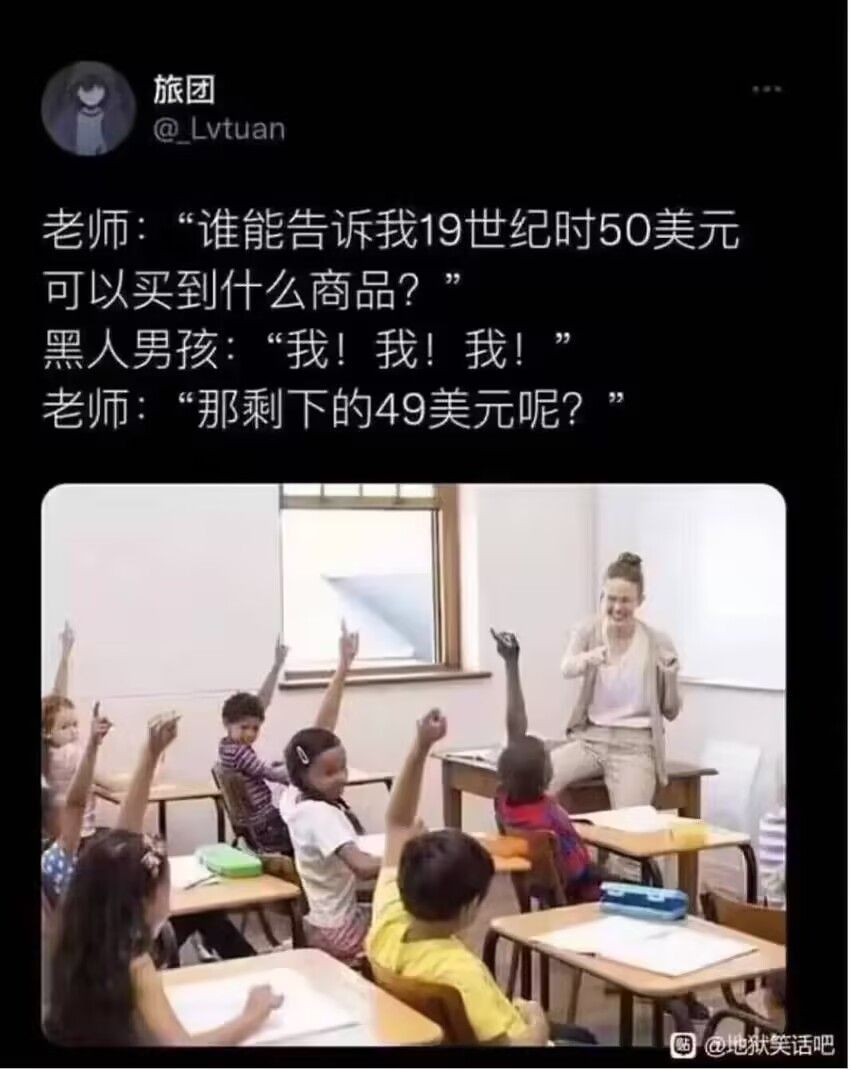 旅团
@_Lvtuan
老师：“谁能告诉我19世纪时50美元
可以买到什么商品？”
黑人男孩：“我！我！我！”
老师：“那剩下的49美元呢？”
贴 @地狱笑话吧